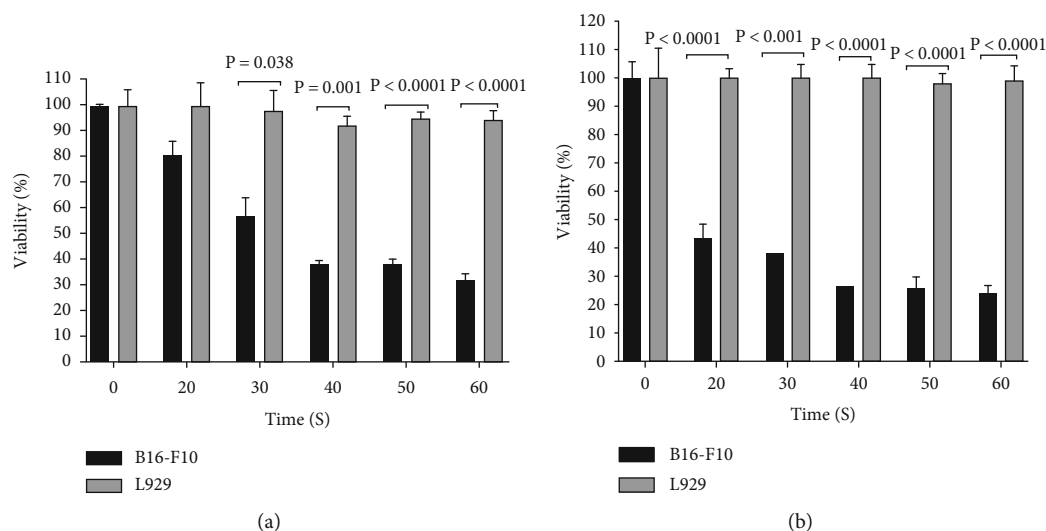 P = 0.038
P = 0.001
P < 0.0001
P < 0.0001
110
100
90
80
70
60
50
40
30
20
10
0
Viability (%)
0 20 30 40 50 60
Time (S)
B16-F10
L929
(a)
P < 0.0001
P < 0.001
P < 0.0001
P < 0.0001
P < 0.0001
120
110
100
90
80
70
60
50
40
30
20
10
0
Viability (%)
0 20 30 40 50 60
Time (S)
B16-F10
L929
(b)